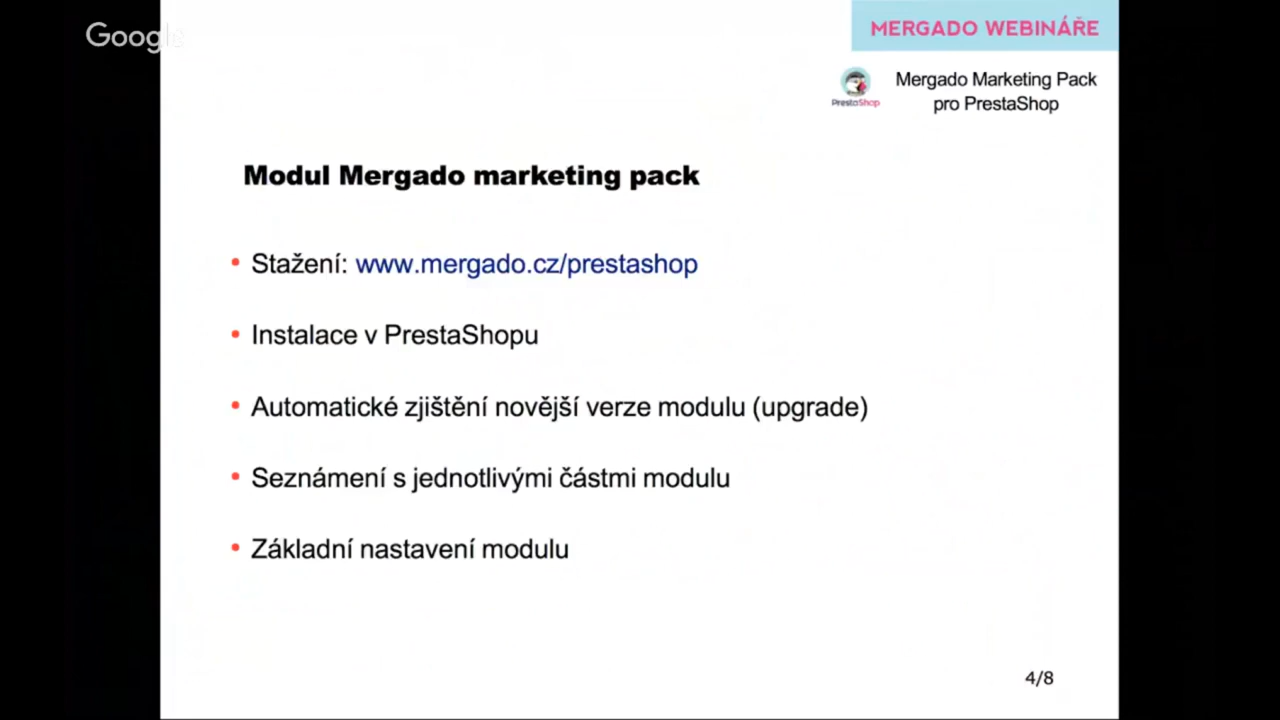 Google
MERGADO WEBINÁŘE
PrestaShop
Mergado Marketing Pack
pro PrestaShop
Modul Mergado marketing pack
• Stažení: www.mergado.cz/prestashop
• Instalace v PrestaShopu
• Automatické zjištění novější verze modulu (upgrade)
• Seznámení s jednotlivými částmi modulu
• Základní nastavení modulu
4/8